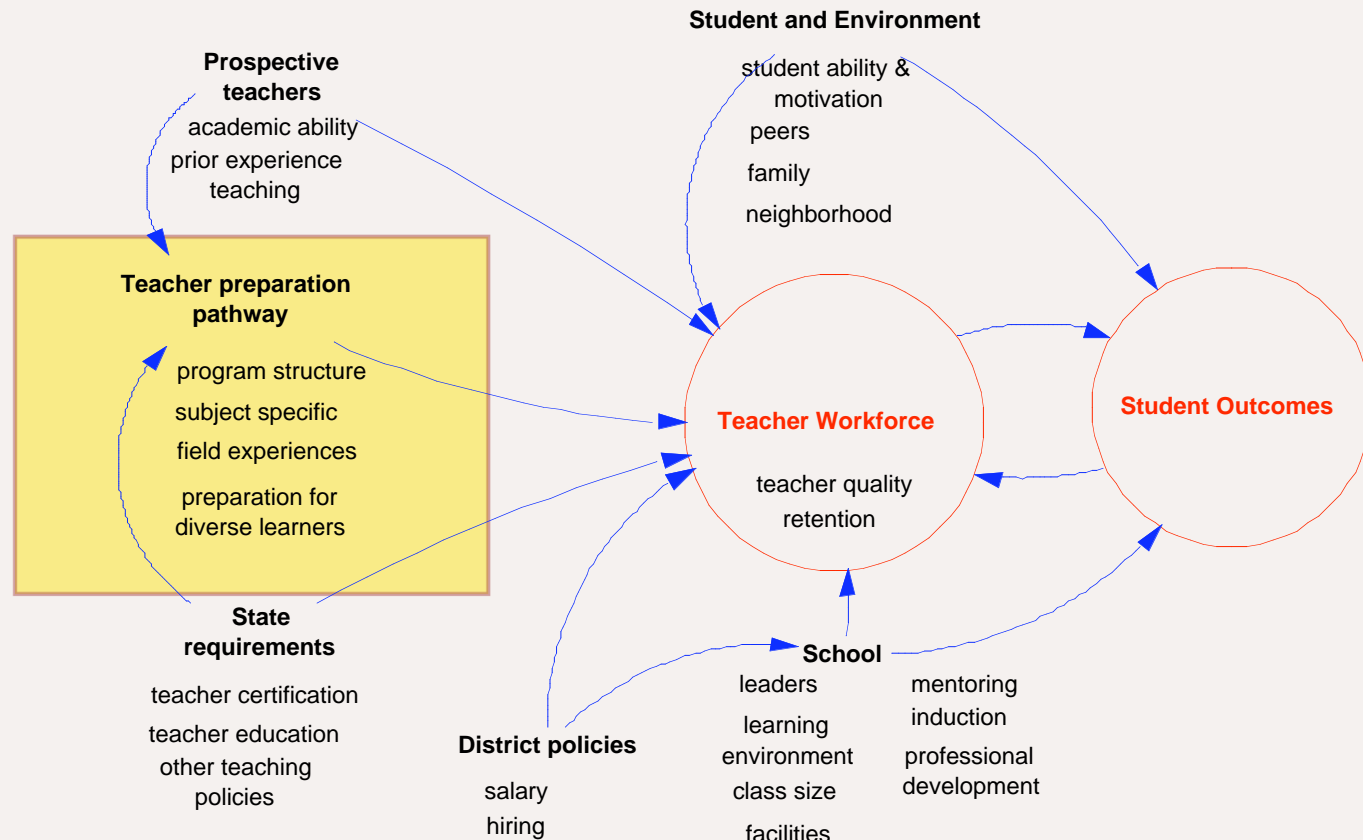 Student and Environment
student ability &
motivation
peers
family
neighborhood
Prospective
teachers
academic ability
prior experience
teaching
Teacher preparation
pathway
program structure
subject specific
field experiences
preparation for
diverse learners
Teacher Workforce
teacher quality
retention
Student Outcomes
State
requirements
teacher certification
teacher education
other teaching
policies
District policies
salary
hiring
School
leaders
learning
environment
class size
facilities
mentoring
induction
professional
development